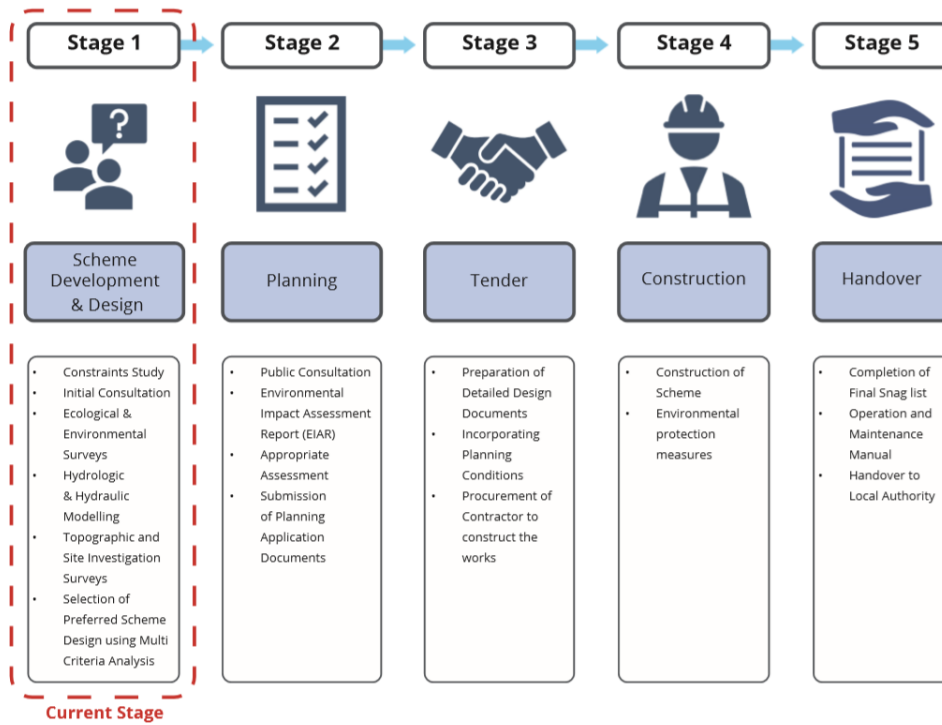 Stage 1
Stage 2
Stage 3
Stage 4
Stage 5
?
Scheme
Development
& Design
Planning
Tender
Construction
Handover
• Constraints Study
• Initial Consultation
• Ecological &
Environmental
Surveys
• Hydrologic
& Hydraulic
Modelling
• Topographic and
Site Investigation
Surveys
• Selection of
Preferred Scheme
Design using Multi
Criteria Analysis
• Public Consultation
• Environmental
Impact Assessment
Report (EIAR)
• Appropriate
Assessment
• Submission
of Planning
Application
Documents
• Preparation of
Detailed Design
Documents
• Incorporating
Planning
Conditions
• Procurement of
Contractor to
construct the
works
• Construction of
Scheme
• Environmental
protection
measures
• Completion of
Final Snag list
• Operation and
Maintenance
Manual
• Handover to
Local Authority
Current Stage